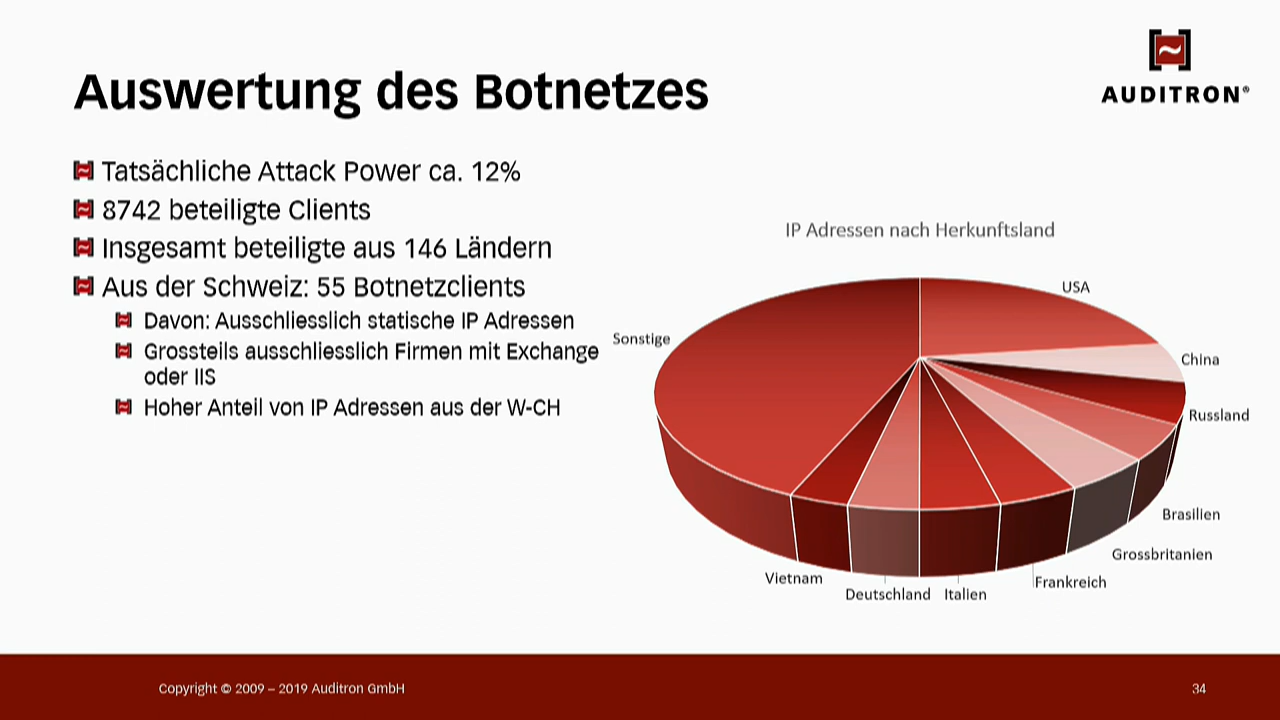 AUDITRON®
Auswertung des Botnetzes
Tatsächliche Attack Power ca. 12%
8742 beteiligte Clients
Insgesamt beteiligte aus 146 Ländern
Aus der Schweiz: 55 Botnetzclients
Davon: Ausschliesslich statische IP Adressen
Grossteils ausschliesslich Firmen mit Exchange
oder IIS
Hoher Anteil von IP Adressen aus der W-CH
IP Adressen nach Herkunftsland
USA
China
Russland
Brasilien
Grossbritanien
Frankreich
Italien
Deutschland
Vietnam
Sonstige
Copyright © 2009 – 2019 Auditron GmbH
34